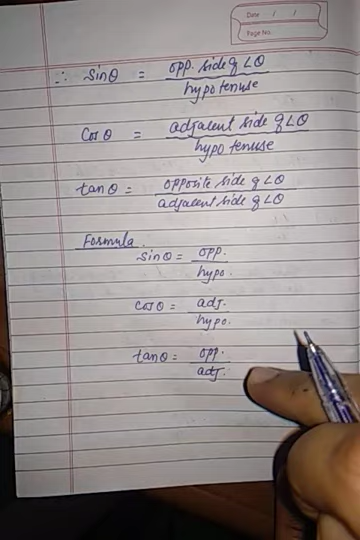 Date / /
Page No.
∴ Sinθ = opp. side of ∠θ / hypotenuse
Cosθ = adjacent side of ∠θ / hypotenuse
tanθ = opposite side of ∠θ / adjacent side of ∠θ
Formula
Sinθ = opp. / hypo.
Cosθ = adj. / hypo.
tanθ = opp. / adj.